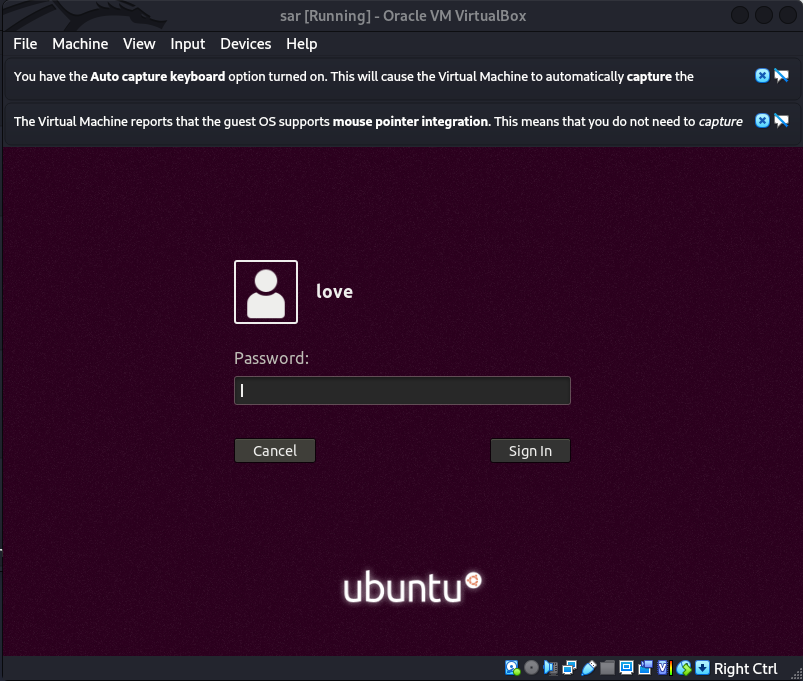 sar [Running] - Oracle VM VirtualBox
File Machine View Input Devices Help
You have the Auto capture keyboard option turned on. This will cause the Virtual Machine to automatically capture the
The Virtual Machine reports that the guest OS supports mouse pointer integration. This means that you do not need to capture
love
Password:
Cancel Sign In
ubuntu
Right Ctrl